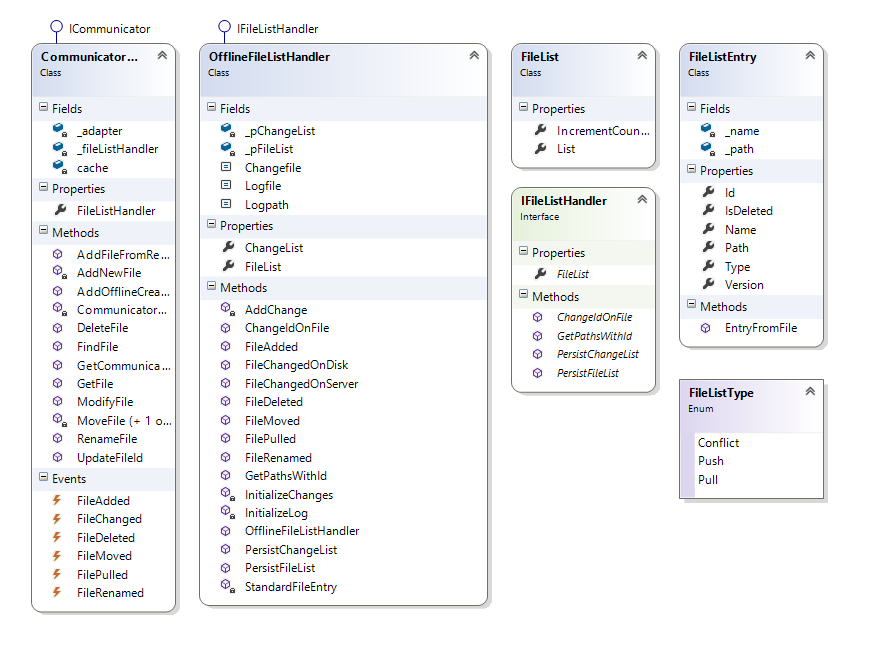 ICommunicator
Communicator...
Class
Fields
_adapter
_fileListHandler
cache
Properties
FileListHandler
Methods
AddFileFromRe...
AddNewFile
AddOfflineCrea...
Communicator...
DeleteFile
FindFile
GetCommunica...
GetFile
ModifyFile
MoveFile (+ 1 o...
RenameFile
UpdateFileId
Events
FileAdded
FileChanged
FileDeleted
FileMoved
FilePulled
FileRenamed
IFileListHandler
OfflineFileListHandler
Class
Fields
_pChangeList
_pFileList
Changefile
Logfile
Logpath
Properties
ChangeList
FileList
Methods
AddChange
ChangeIdOnFile
FileAdded
FileChangedOnDisk
FileChangedOnServer
FileDeleted
FileMoved
FilePulled
FileRenamed
GetPathsWithId
InitializeChanges
InitializeLog
OfflineFileListHandler
PersistChangeList
PersistFileList
StandardFileEntry
FileList
Class
Properties
IncrementCoun...
List
IFileListHandler
Interface
Properties
FileList
Methods
ChangeIdOnFile
GetPathsWithId
PersistChangeList
PersistFileList
FileListEntry
Class
Fields
_name
_path
Properties
Id
IsDeleted
Name
Path
Type
Version
Methods
EntryFromFile
FileListType
Enum
Conflict
Push
Pull